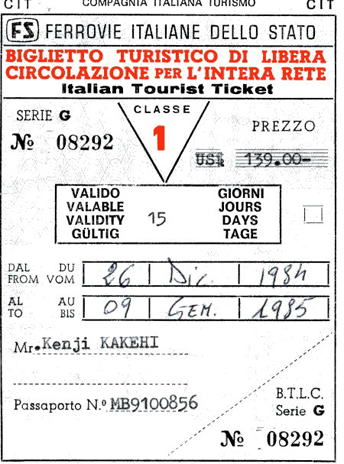 CIT COMPAGNIA ITALIANA TURISMO CIT
FS FERROVIE ITALIANE DELLO STATO
BIGLIETTO TURISTICO DI LIBERA
CIRCOLAZIONE PER L'INTERA RETE
Italian Tourist Ticket
SERIE G
CLASSE
PREZZO
№ 08292
1
US$ 139.00-
VALIDO GIORNI
VALABLE JOURS
VALIDITY 15 DAYS
GÜLTIG TAGE
DAL DU
FROM VOM 26 Dic. 1984
AL AU
TO BIS 09 GEM. 1985
Mr.Kenji KAKEHI
Passaporto N.º MB9100856
B.T.L.C.
Serie G
№ 08292